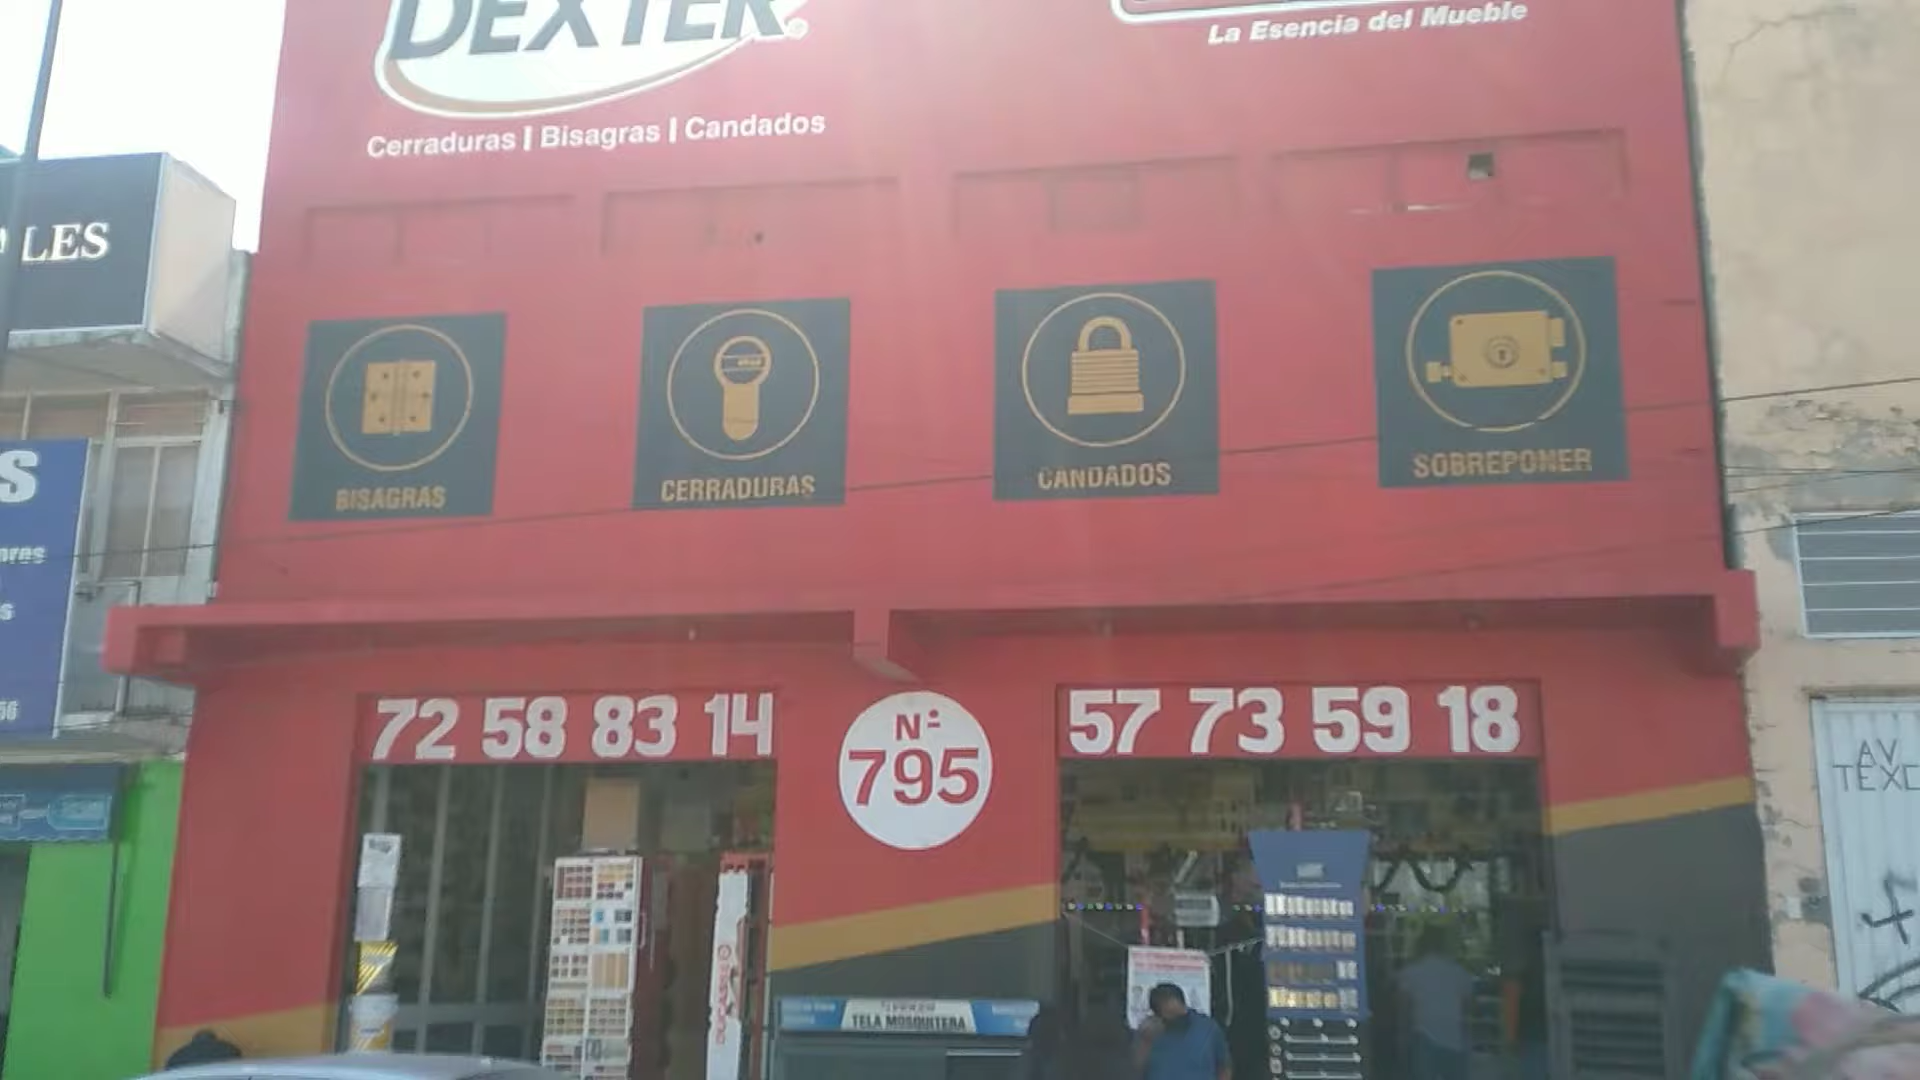 DEXTER
La Esencia del Mueble
Cerraduras | Bisagras | Candados
LES
BISAGRAS
CERRADURAS
CANDADOS
SOBREPONER
S
72 58 83 14
Nº
795
57 73 59 18
AV
DUCASSE
TELA MOSQUITERA